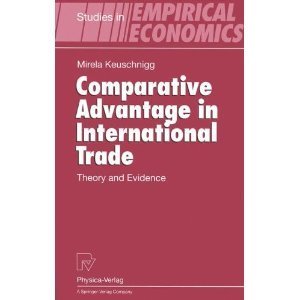 Studies in
EMPIRICAL
ECONOMICS
Mirela Keuschnigg
Comparative
Advantage in
International
Trade
Theory and Evidence
Physica-Verlag
A Springer-Verlag Company